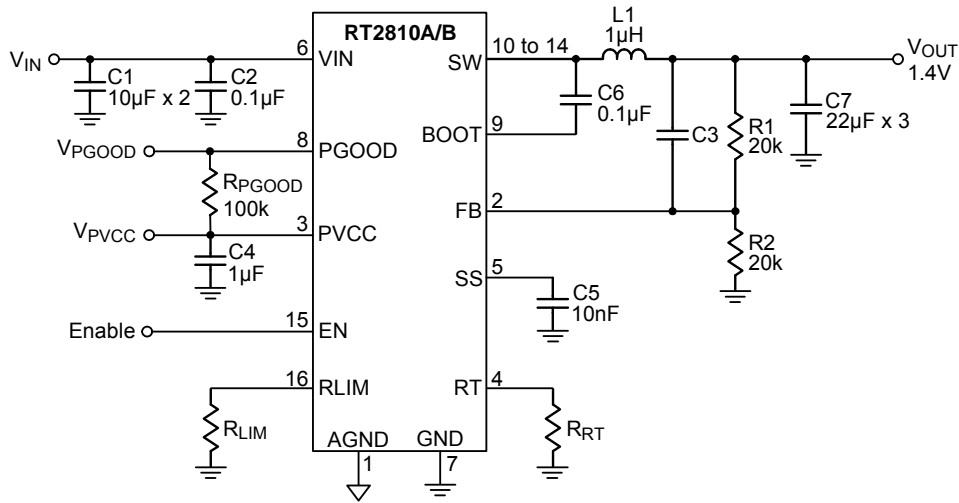 RT2810A/B
VIN
6
VIN
C1
10µF x 2
C2
0.1µF
VPGOOD
8
PGOOD
RPGOOD
100k
VPVCC
3
PVCC
C4
1µF
Enable
15
EN
16
RLIM
RLIM
AGND
1
GND
7
SW
10 to 14
L1
1µH
VOUT
1.4V
C6
0.1µF
BOOT
9
C3
R1
20k
C7
22µF x 3
FB
2
R2
20k
SS
5
C5
10nF
RT
4
RRT